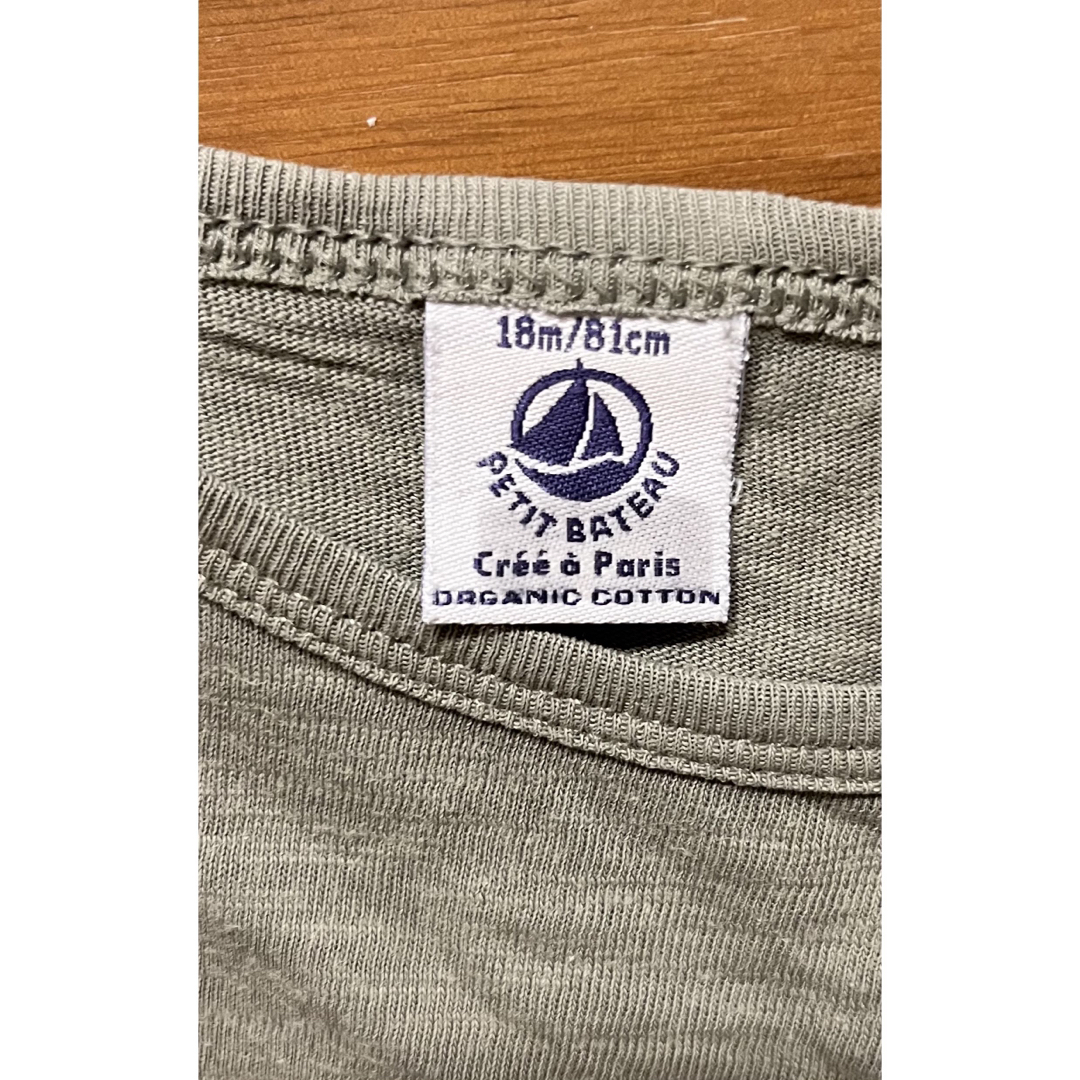 18m/81cm
PETIT BATEAU
Créé à Paris
ORGANIC COTTON